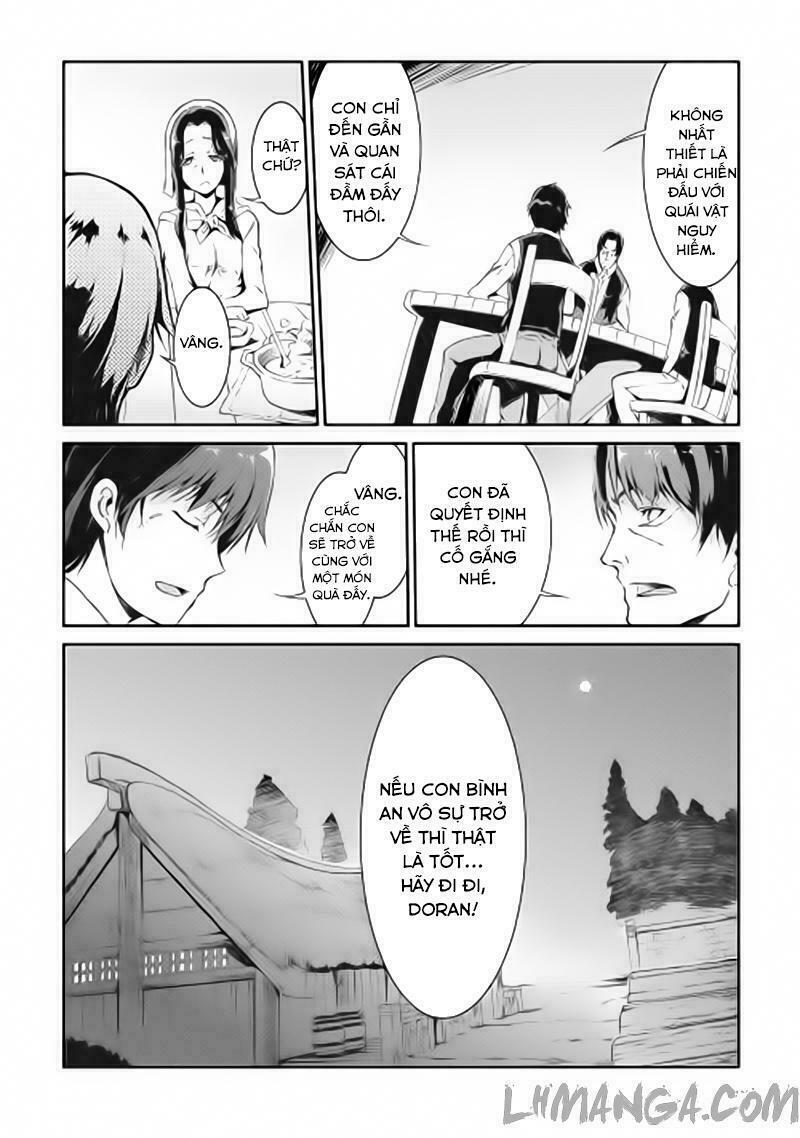 KHÔNG
NHẤT
THIẾT LÀ
PHẢI CHIẾN
ĐẤU VỚI
QUÁI VẬT
NGUY
HIỂM.
CON CHỈ
ĐẾN GẦN
VÀ QUAN
SÁT CÁI
ĐẦM ĐẤY
THÔI.
THẬT
CHỨ?
VÂNG.
CON ĐÃ
QUYẾT ĐỊNH
THẾ RỒI THÌ
CỐ GẮNG
NHÉ.
VÂNG.
CHẮC
CHẮN CON
SẼ TRỞ VỀ
CÙNG VỚI
MỘT MÓN
QUÀ ĐẤY.
NẾU CON BÌNH
AN VÔ SỰ TRỞ
VỀ THÌ THẬT
LÀ TỐT...
HÃY ĐI ĐI,
DORAN!
LHMANGA.COM